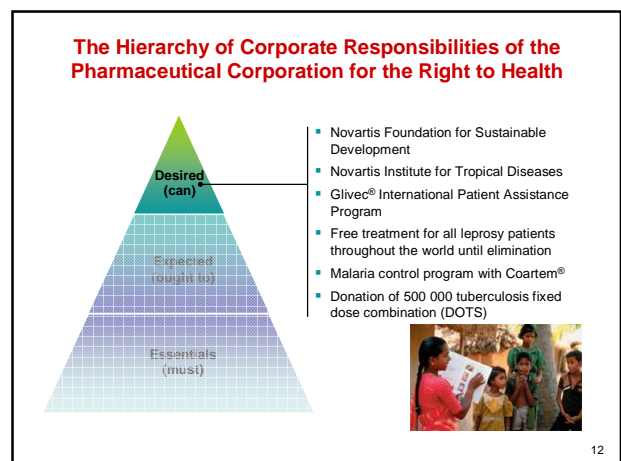 The Hierarchy of Corporate Responsibilities of the
Pharmaceutical Corporation for the Right to Health
Desired
(can)
Expected
(ought to)
Essentials
(must)
▪ Novartis Foundation for Sustainable
Development
▪ Novartis Institute for Tropical Diseases
▪ Glivec® International Patient Assistance
Program
▪ Free treatment for all leprosy patients
throughout the world until elimination
▪ Malaria control program with Coartem®
▪ Donation of 500 000 tuberculosis fixed
dose combination (DOTS)
12